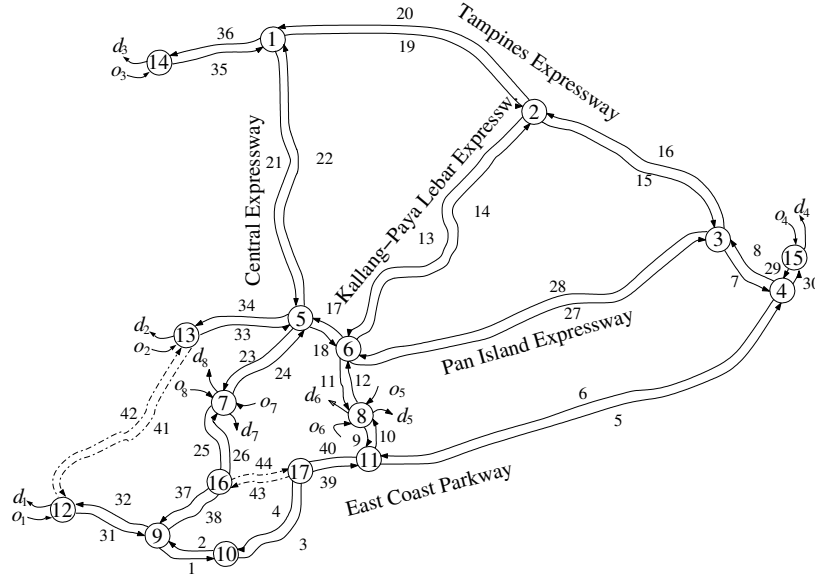 20
Tampines Expressway
36
1
d3
14
19
o3
35
2
Central Expressway
22
21
Kallang-Paya Lebar Expressw.
16
15
14
o4
d4
13
3
8
15
29
28
7
4
30
17
34
5
27
d2
13
33
18
6
Pan Island Expressway
o2
23
d8
24
11
12
o5
6
o8
7
o7
d6
8
d5
5
42
41
d7
o6
9
10
25
26
40
11
44
17
16
39
East Coast Parkway
43
37
d1
12
32
38
4
o1
31
9
2
10
3
1